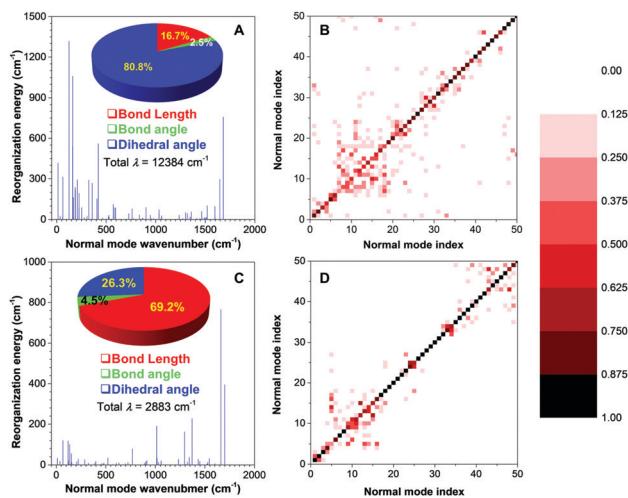 A
1500
1200
900
600
300
0
Reorganization energy (cm-1)
16.7%
2.5%
80.8%
Bond Length
Bond angle
Dihedral angle
Total λ = 12384 cm-1
0 500 1000 1500 2000
Normal mode wavenumber (cm-1)
B
50
40
30
20
10
0
Normal mode index
0 10 20 30 40 50
Normal mode index
C
1000
800
600
400
200
0
Reorganization energy (cm-1)
26.3%
4.5%
69.2%
Bond Length
Bond angle
Dihedral angle
Total λ = 2883 cm-1
0 500 1000 1500 2000
Normal mode waveubmer (cm-1)
D
50
40
30
20
10
0
Normal mode index
0 10 20 30 40 50
Normal mode index
0.00
0.125
0.250
0.375
0.500
0.625
0.750
0.875
1.00